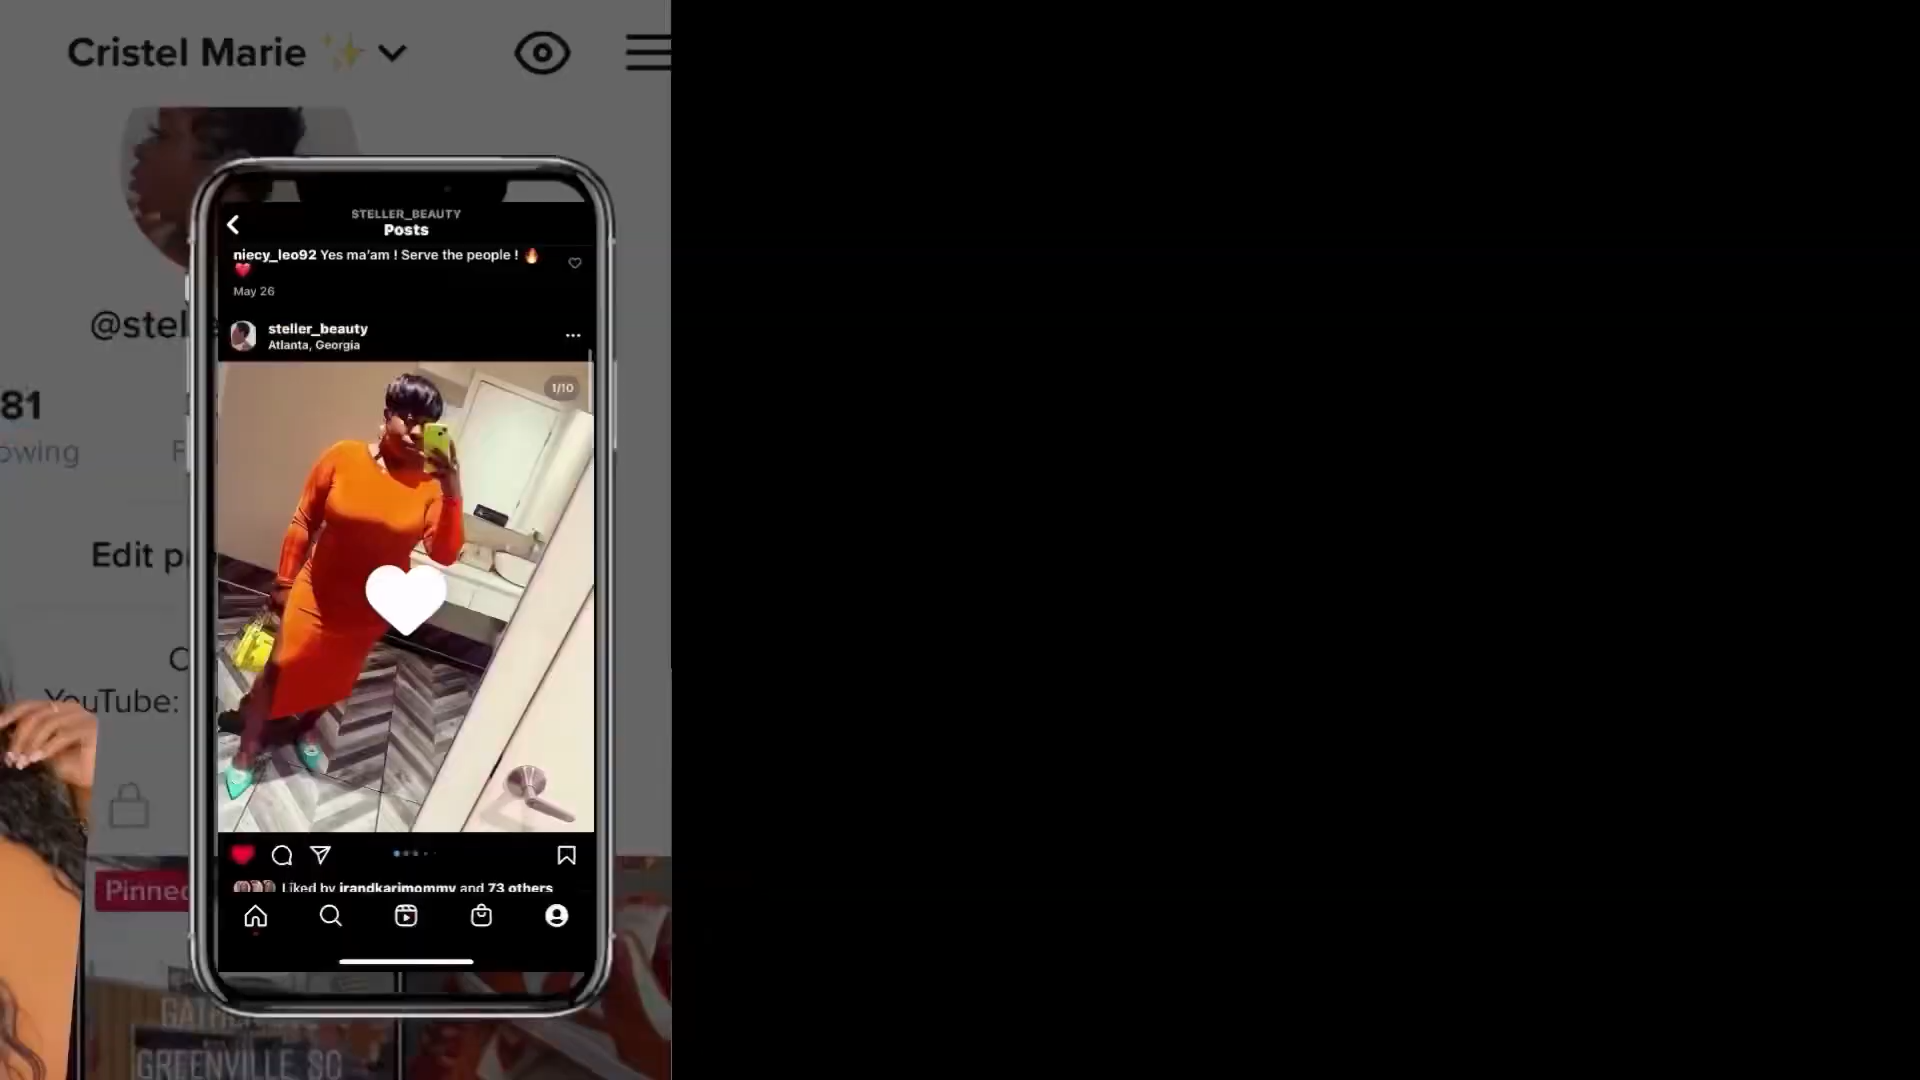 Cristel Marie
STELLER_BEAUTY
Posts
niecy_leo92 Yes ma'am ! Serve the people ! 🔥
❤️
May 26
@stel
steller_beauty
Atlanta, Georgia
1/10
81
owing
F
Edit p
C
YouTube:
Pinned
Liked by irandkarimommy and 73 others
GREENVILLE SC